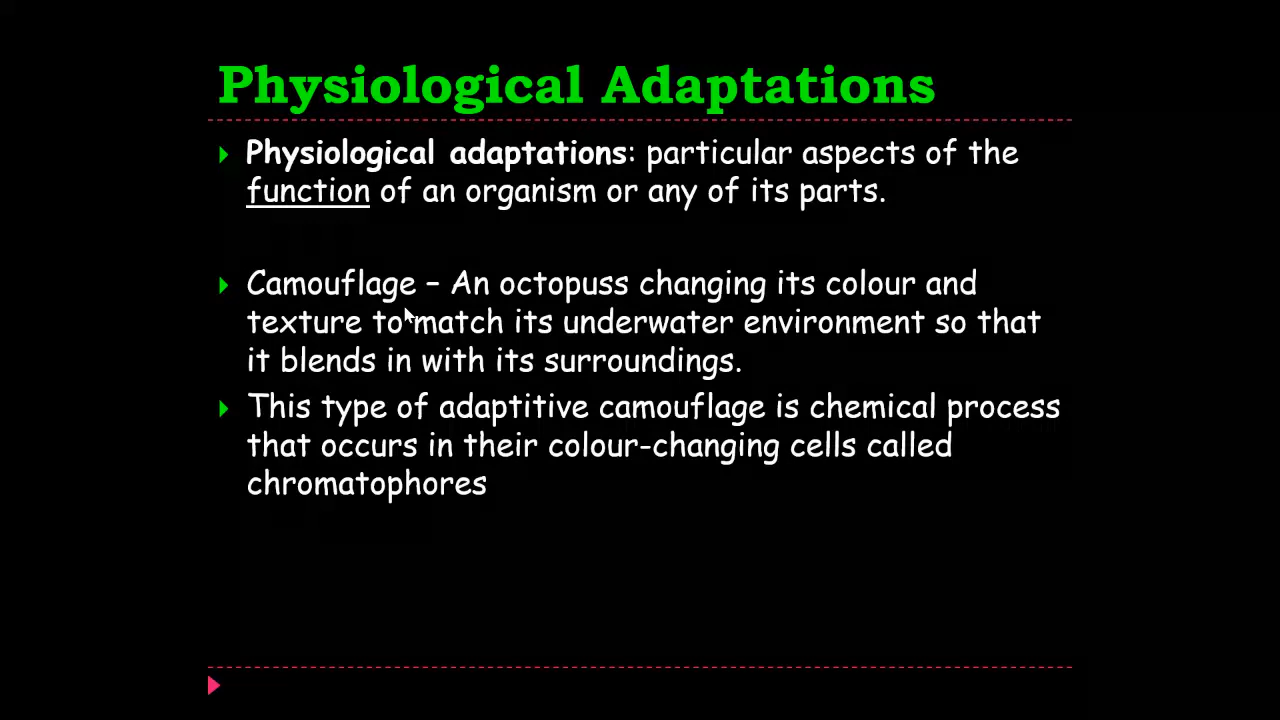 Physiological Adaptations
Physiological adaptations: particular aspects of the
function of an organism or any of its parts.
Camouflage – An octopuss changing its colour and
texture to match its underwater environment so that
it blends in with its surroundings.
This type of adaptitive camouflage is chemical process
that occurs in their colour-changing cells called
chromatophores